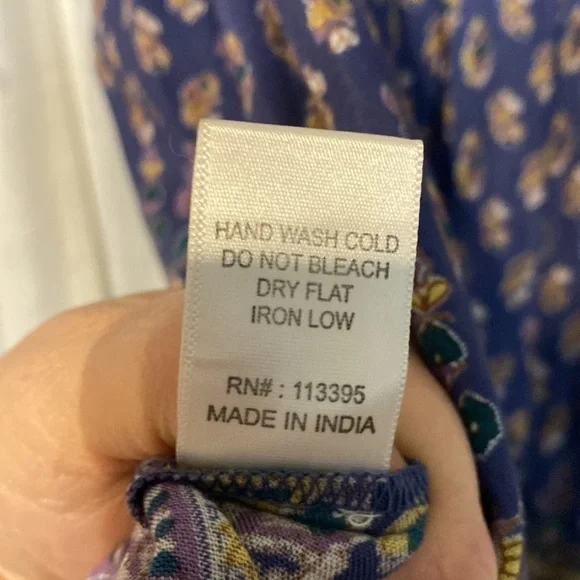 HAND WASH COLD
DO NOT BLEACH
DRY FLAT
IRON LOW
RN# : 113395
MADE IN INDIA